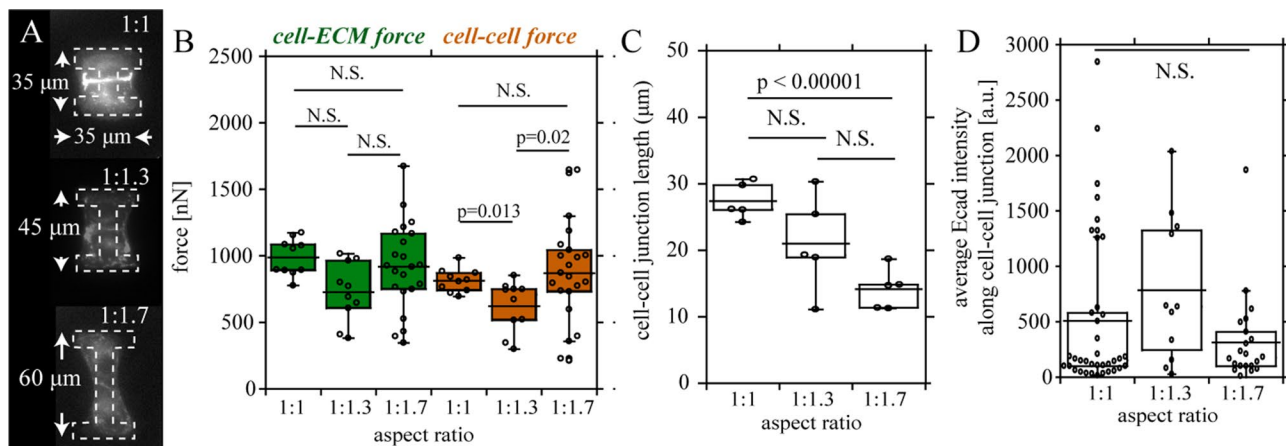 A
1:1
35 μm
35 μm
1:1.3
45 μm
1:1.7
60 μm
B
cell-ECM force
cell-cell force
2500
2000
1500
1000
500
0
force [nN]
N.S.
N.S.
N.S.
N.S.
p=0.02
p=0.013
1:1
1:1.3
1:1.7
1:1
1:1.3
1:1.7
aspect ratio
C
50
40
30
20
10
0
cell-cell junction length (μm)
p < 0.00001
N.S.
N.S.
1:1
1:1.3
1:1.7
aspect ratio
D
3000
2500
2000
1500
1000
500
0
average Ecad intensity
along cell-cell junction [a.u.]
N.S.
1:1
1:1.3
1:1.7
aspect ratio